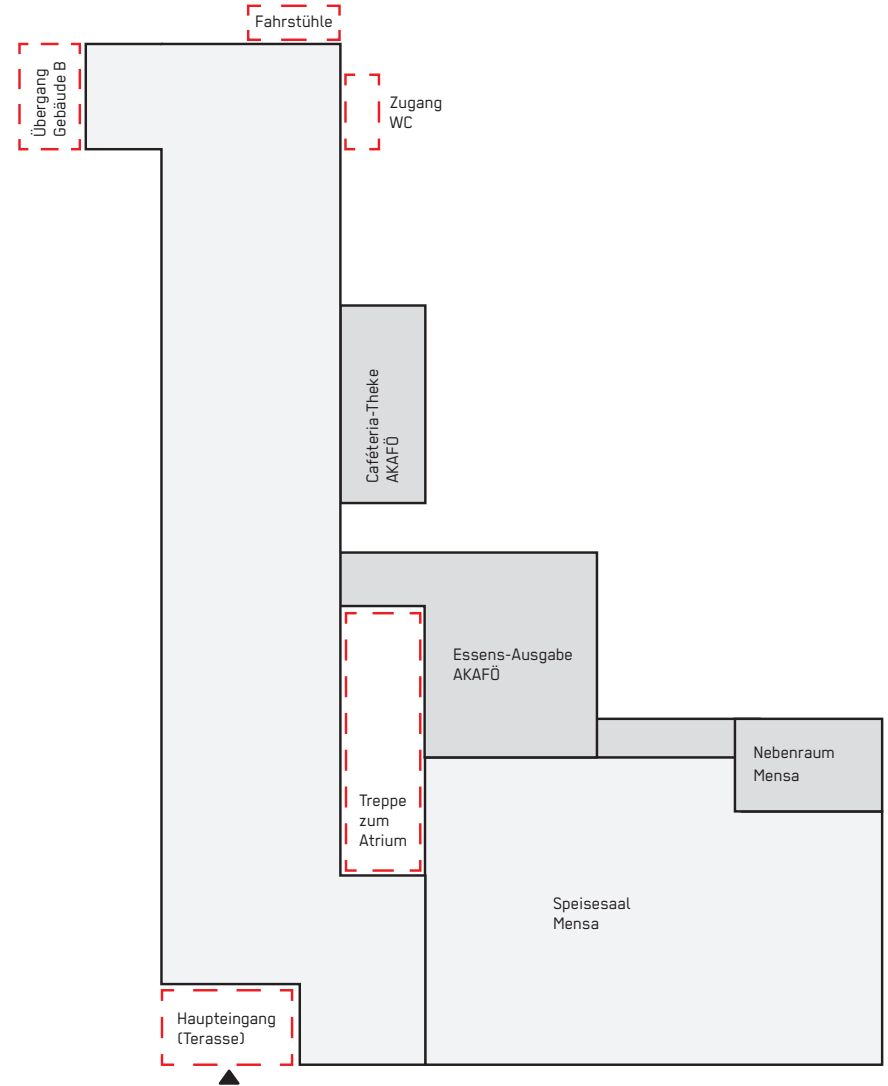 Fahrstühle
Übergang
Gebäude B
Zugang
WC
Caféteria-Theke
AKAFÖ
Essens-Ausgabe
AKAFÖ
Nebenraum
Mensa
Treppe
zum
Atrium
Speisesaal
Mensa
Haupteingang
(Terasse)